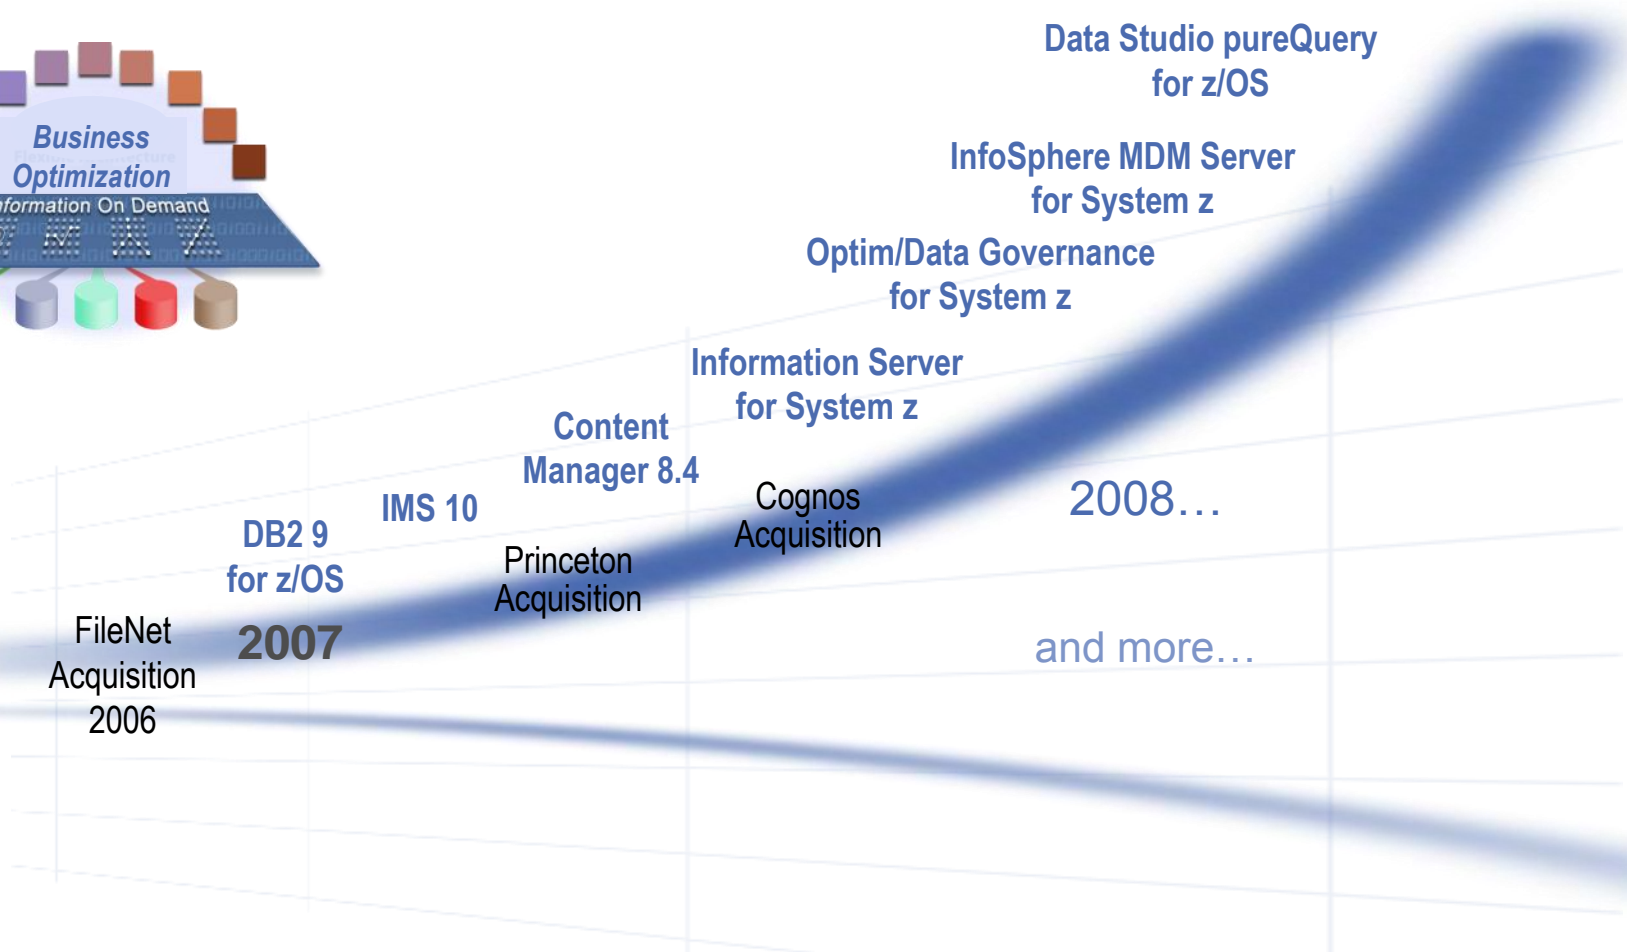 Data Studio pureQuery
for z/OS
Business
Optimization
Information On Demand
InfoSphere MDM Server
for System z
Optim/Data Governance
for System z
Information Server
for System z
Content
Manager 8.4
IMS 10
DB2 9
for z/OS
Cognos
Acquisition
2008…
Princeton
Acquisition
FileNet
Acquisition
2006
2007
and more…